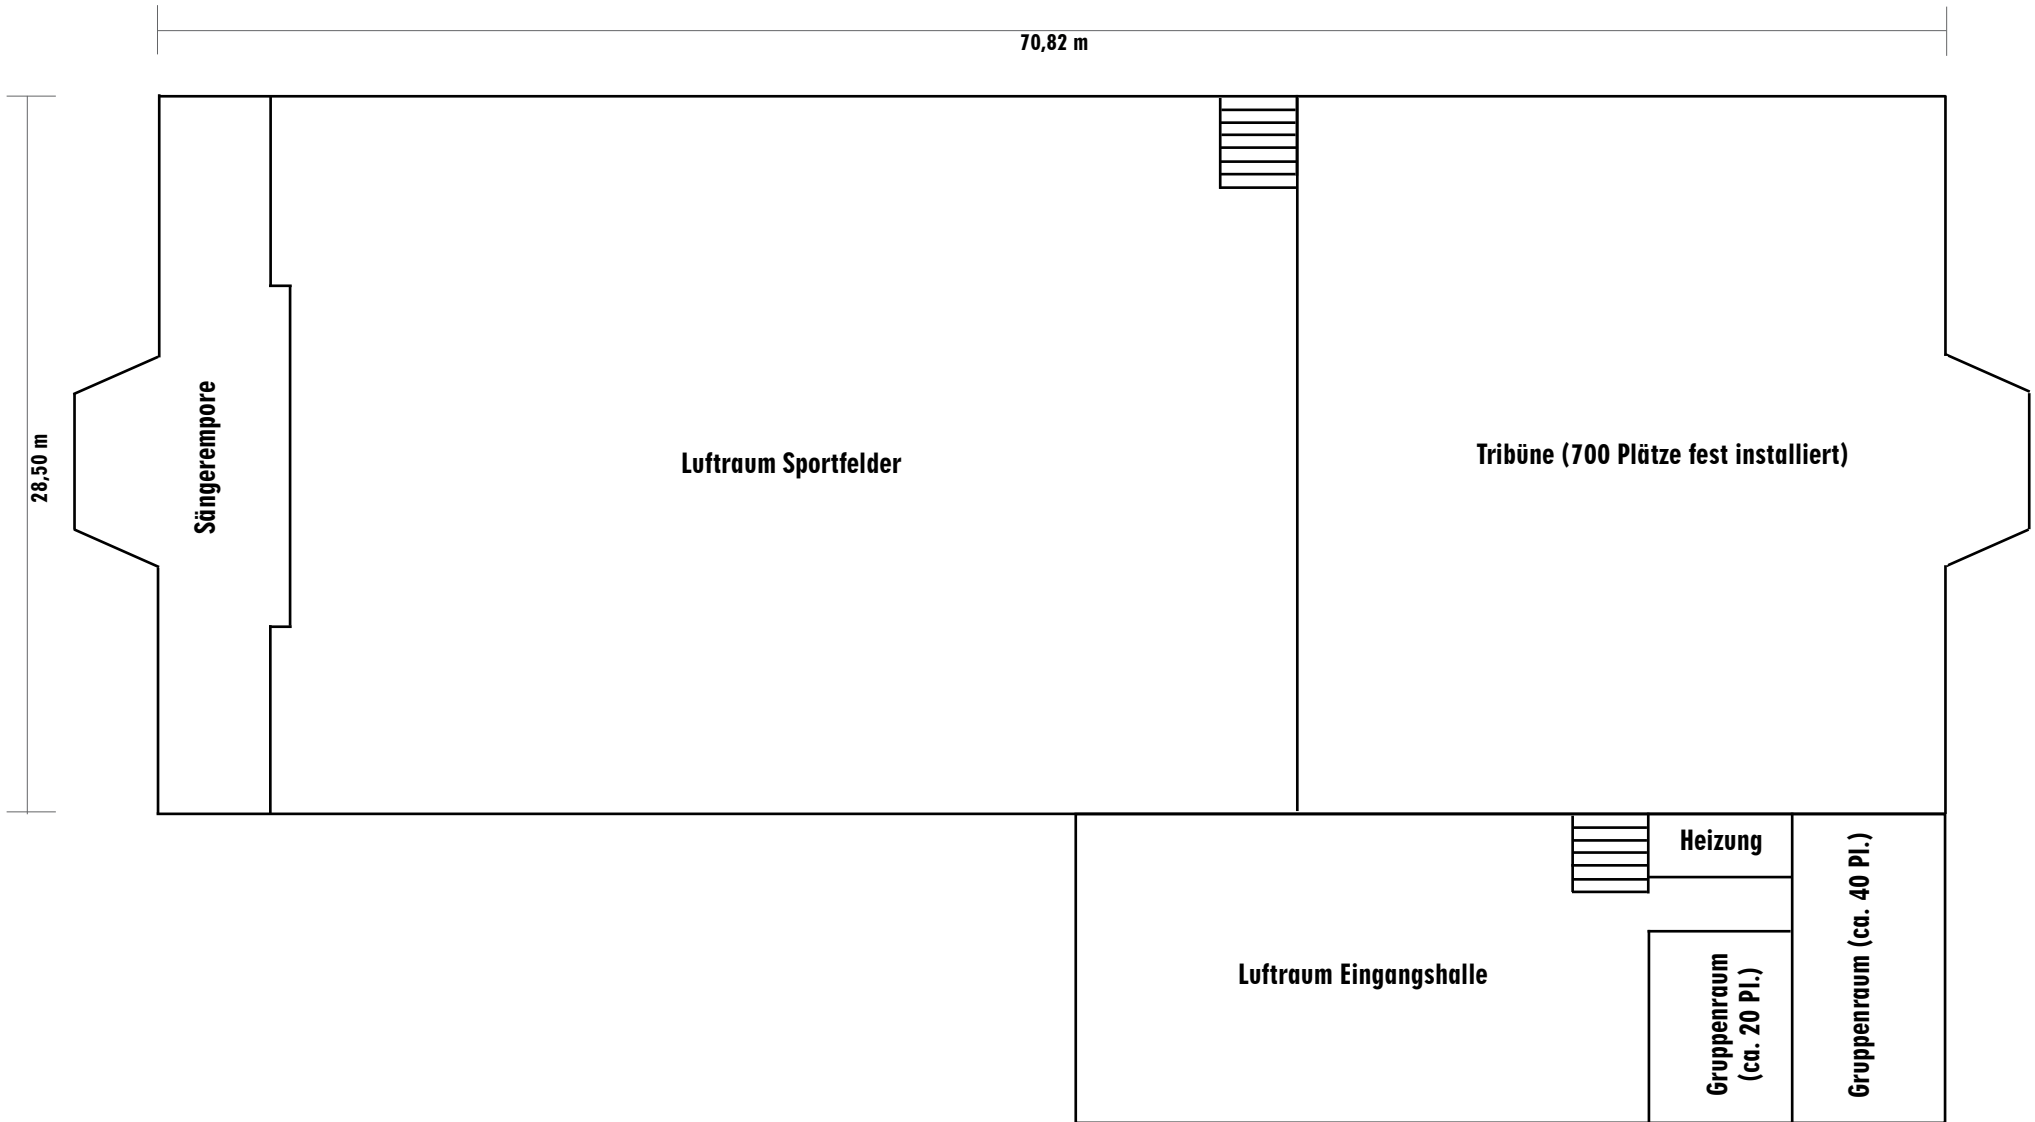 70,82 m
28,50 m
Sängerempore
Luftraum Sportfelder
Tribüne (700 Plätze fest installiert)
Heizung
Luftraum Eingangshalle
Gruppenraum
(ca. 20 Pl.)
Gruppenraum (ca. 40 Pl.)